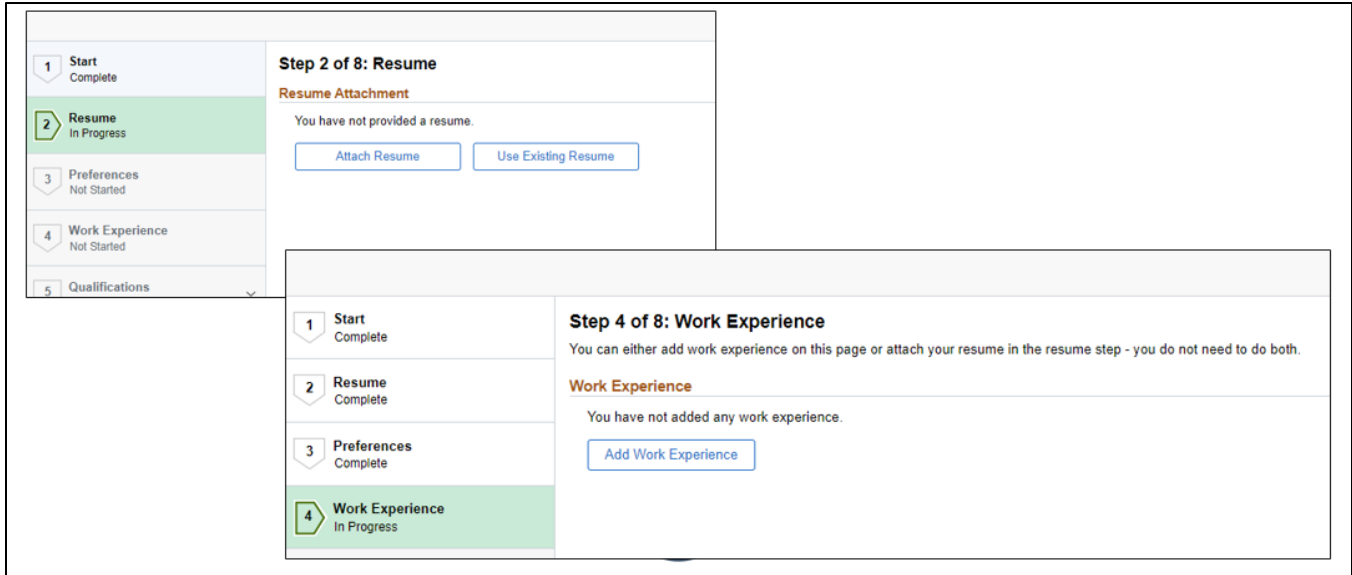 1
Start
Complete
2
Resume
In Progress
3
Preferences
Not Started
4
Work Experience
Not Started
5
Qualifications
Step 2 of 8: Resume
Resume Attachment
You have not provided a resume.
Attach Resume
Use Existing Resume
1
Start
Complete
2
Resume
Complete
3
Preferences
Complete
4
Work Experience
In Progress
Step 4 of 8: Work Experience
You can either add work experience on this page or attach your resume in the resume step - you do not need to do both.
Work Experience
You have not added any work experience.
Add Work Experience